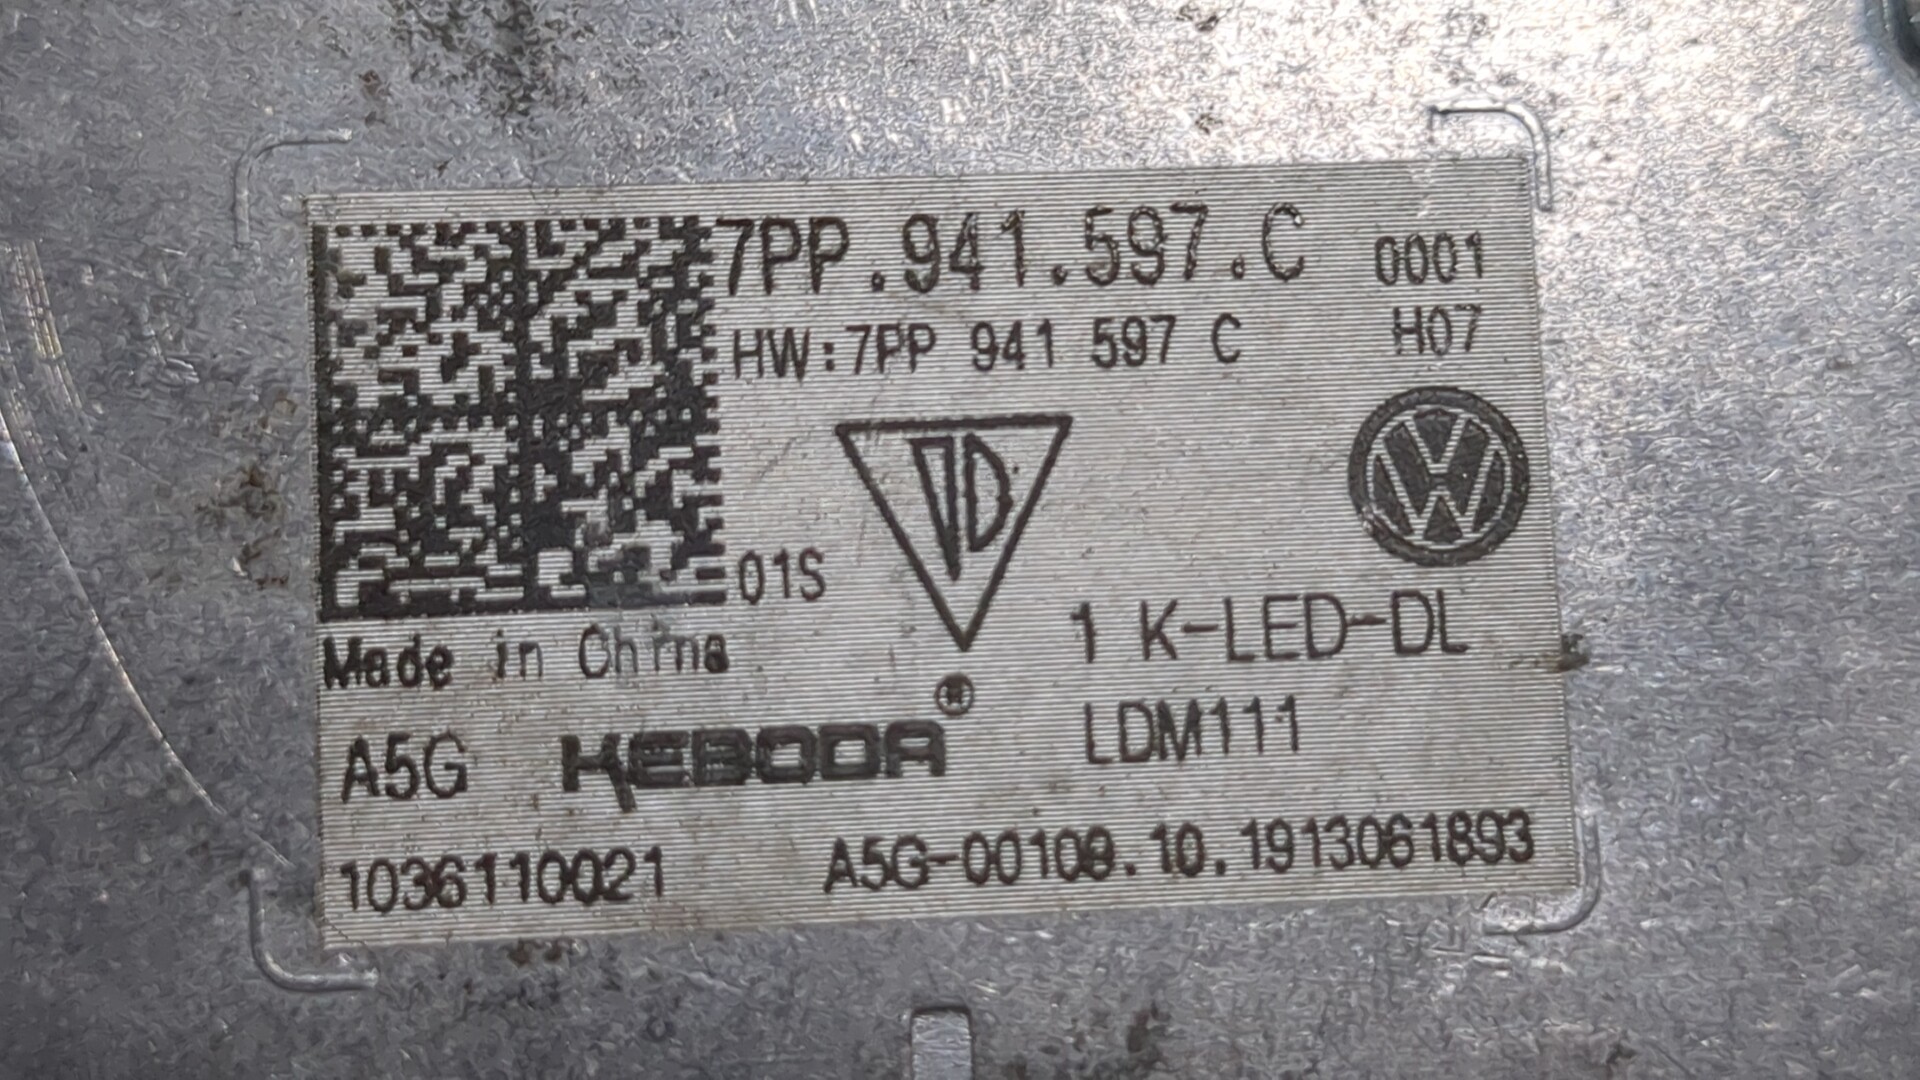 7PP.941.597.C 0001
HW:7PP 941 597 C H07
01S
1 K-LED-DL
Made in China
A5G KEBODA® LDM111
1036110021 A5G-00108.10.1913061893